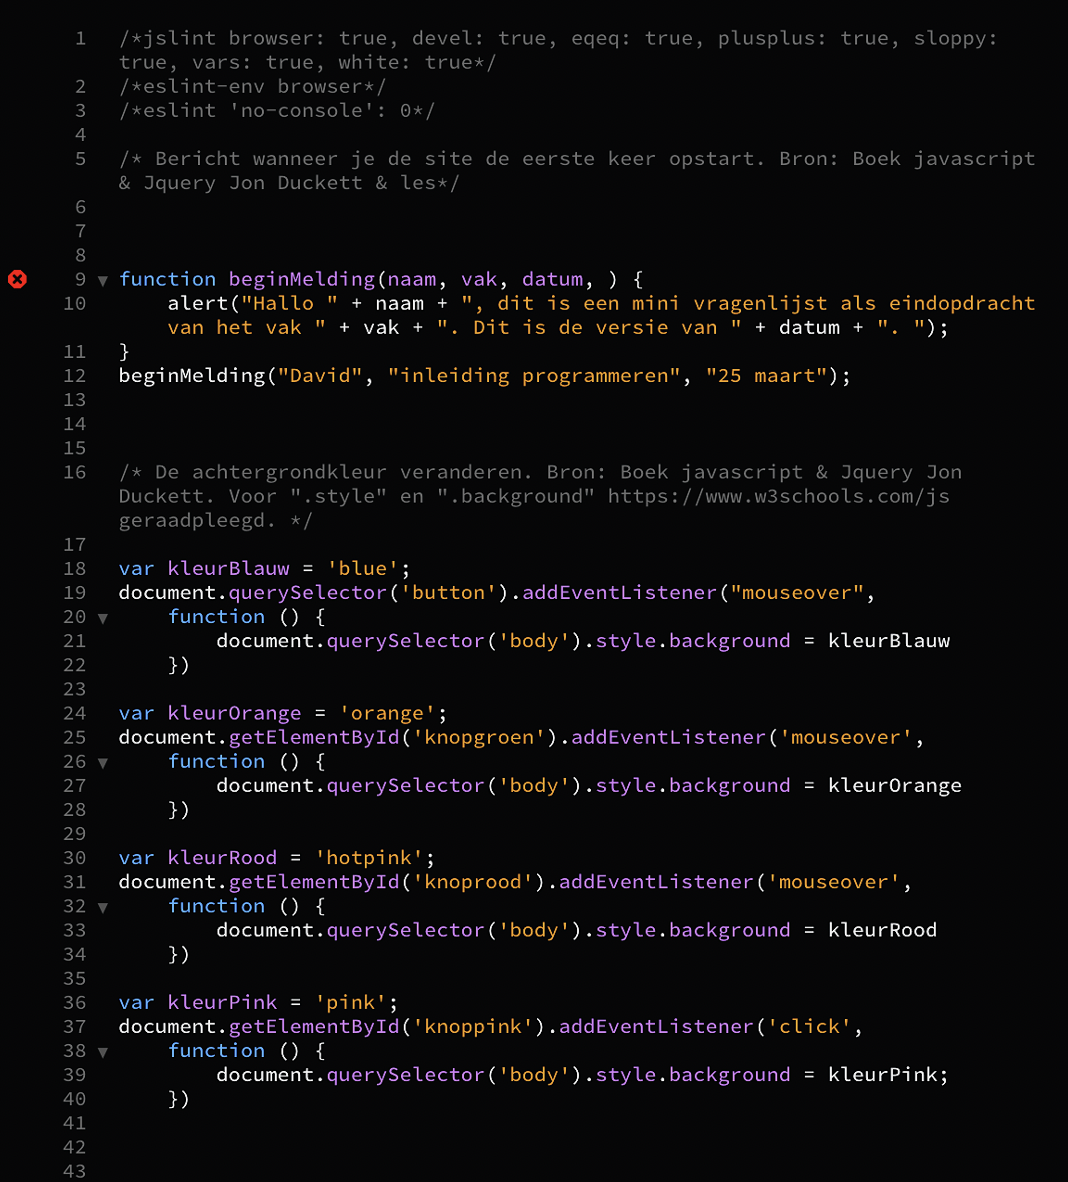 1 /*jslint browser: true, devel: true, eqeq: true, plusplus: true, sloppy:
true, vars: true, white: true*/
2 /*eslint-env browser*/
3 /*eslint 'no-console': 0*/
4
5 /* Bericht wanneer je de site de eerste keer opstart. Bron: Boek javascript
& Jquery Jon Duckett & les*/
6
7
8
9 function beginMelding(naam, vak, datum, ) {
10 alert("Hallo " + naam + ", dit is een mini vragenlijst als eindopdracht
van het vak " + vak + ". Dit is de versie van " + datum + ". ");
11 }
12 beginMelding("David", "inleiding programmeren", "25 maart");
13
14
15
16 /* De achtergrondkleur veranderen. Bron: Boek javascript & Jquery Jon
Duckett. Voor ".style" en ".background" https://www.w3schools.com/js
geraadpleegd. */
17
18 var kleurBlauw = 'blue';
19 document.querySelector('button').addEventListener("mouseover",
20 function () {
21 document.querySelector('body').style.background = kleurBlauw
22 })
23
24 var kleurOrange = 'orange';
25 document.getElementById('knopgroen').addEventListener('mouseover',
26 function () {
27 document.querySelector('body').style.background = kleurOrange
28 })
29
30 var kleurRood = 'hotpink';
31 document.getElementById('knoprood').addEventListener('mouseover',
32 function () {
33 document.querySelector('body').style.background = kleurRood
34 })
35
36 var kleurPink = 'pink';
37 document.getElementById('knoppink').addEventListener('click',
38 function () {
39 document.querySelector('body').style.background = kleurPink;
40 })
41
42
43